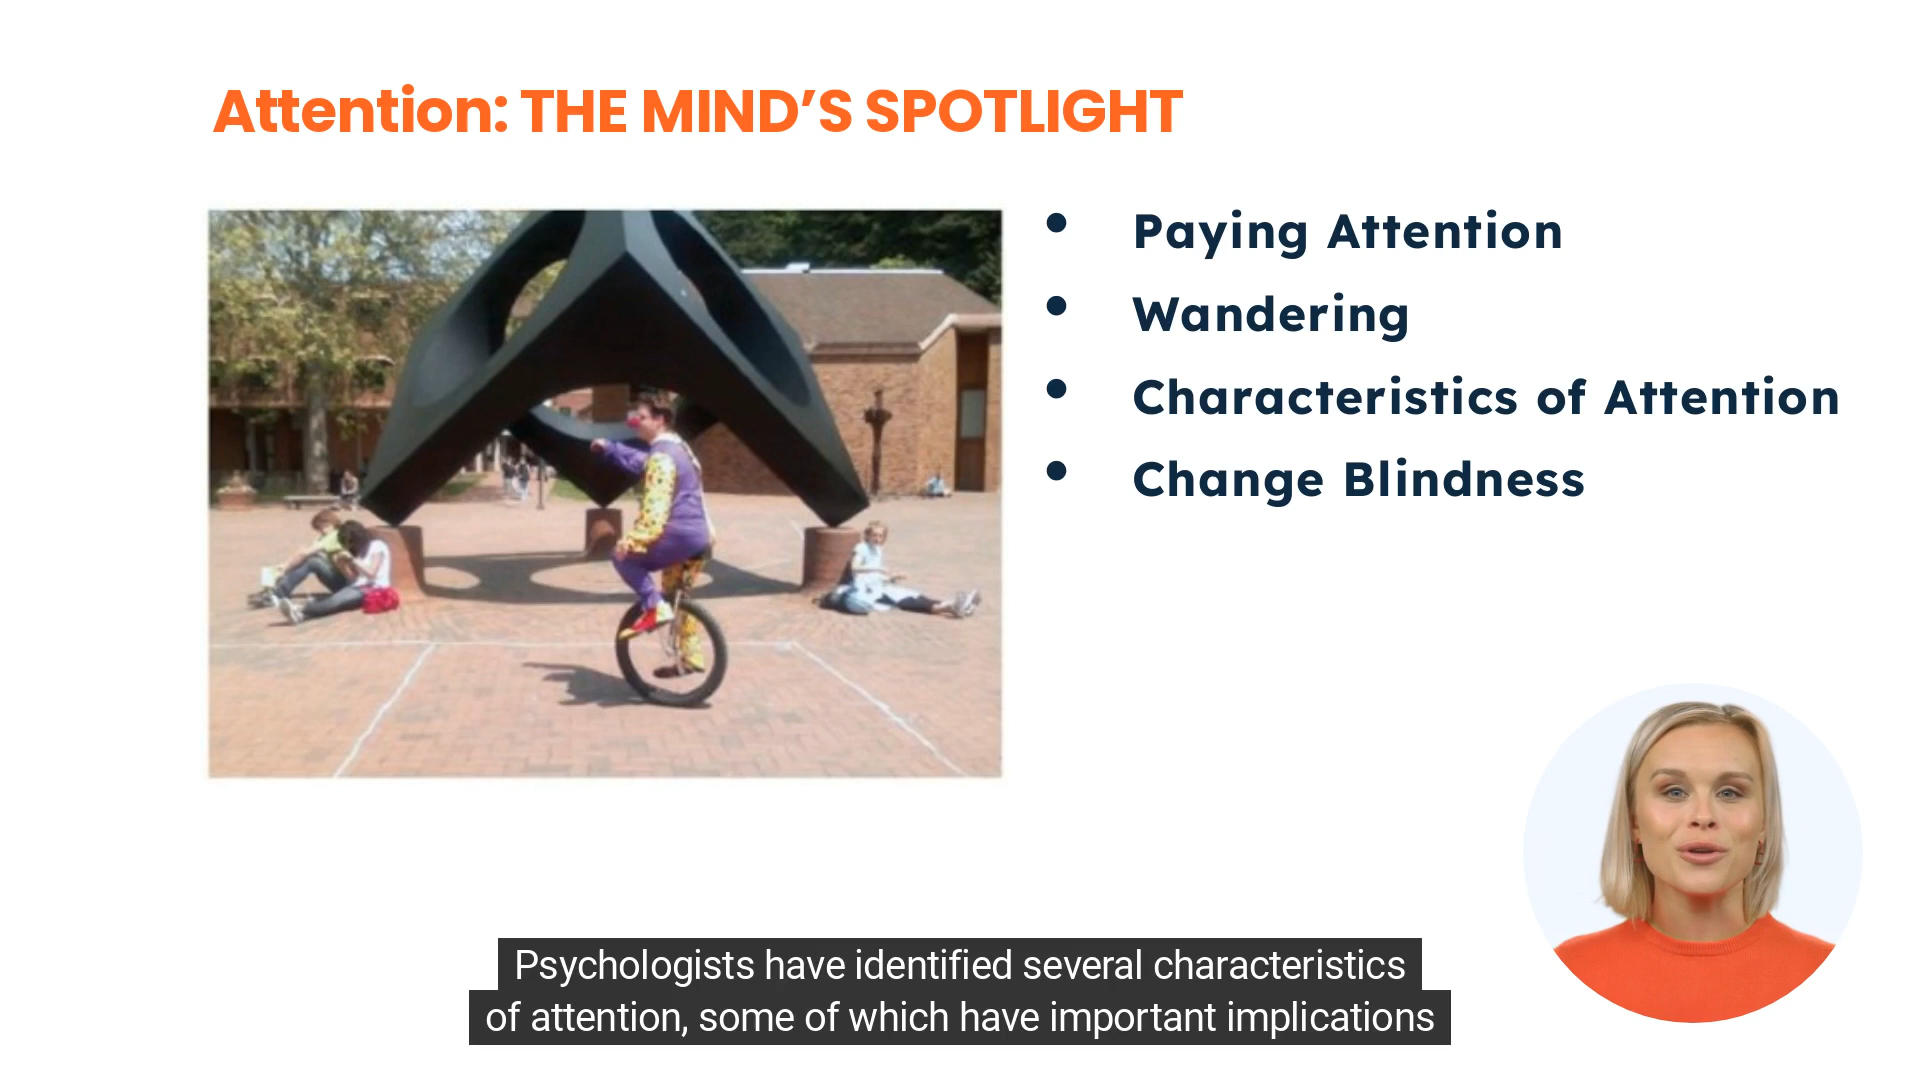 Attention: THE MIND’S SPOTLIGHT
• Paying Attention
• Wandering
• Characteristics of Attention
• Change Blindness
Psychologists have identified several characteristics
of attention, some of which have important implications